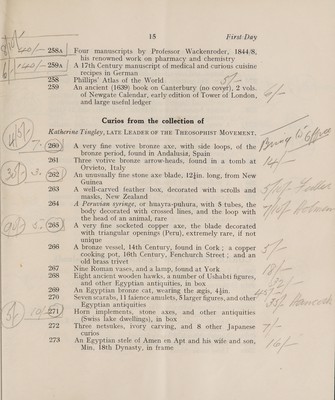 15 First Day
258A Four manuscripts by Professor Wackenroder, 1844/8,
his renowned work on pharmacy and chemistry
259A A 17th Century manuscript of medical and curious cuisine
recipes in German
258 Phillips' Atlas of the World 5/-
259 An ancient (1639) book on Canterbury (no cover), 2 vols.
of Newgate Calendar, early edition of Tower of London,
and large useful ledger 6/-
Curios from the collection of
Katherine Tingley, LATE LEADER OF THE THEOSOPHIST MOVEMENT.
260 A very fine votive bronze axe, with side loops, of the
bronze period, found in Andalusia, Spain
261 Three votive bronze arrow-heads, found in a tomb at
Orvieto, Italy 14/-
262 An unusually fine stone axe blade, 12½in. long, from New
Guinea
263 A well-carved feather box, decorated with scrolls and
masks, New Zealand
264 A Peruvian syrinx, or huayra-puhura, with 8 tubes, the
body decorated with crossed lines, and the loop with
the head of an animal, rare
265 A very fine socketed copper axe, the blade decorated
with triangular openings (Peru), extremely rare, if not
unique
266 A bronze vessel, 14th Century, found in Cork; a copper
cooking pot, 16th Century, Fenchurch Street; and an
old brass trivet 5/-
267 Nine Roman vases, and a lamp, found at York 18/-
268 Eight ancient wooden hawks, a number of Ushabti figures,
and other Egyptian antiquities, in box
269 An Egyptian bronze cat, wearing the ægis, 4½in.
270 Seven scarabs, 11 faience amulets, 8 larger figures, and other
Egyptian antiquities 35/-
271 Horn implements, stone axes, and other antiquities
(Swiss lake dwellings), in box
272 Three netsukes, ivory carving, and 8 other Japanese
curios 7/-
273 An Egyptian stele of Amen en Apt and his wife and son,
Min. 18th Dynasty, in frame 16/-